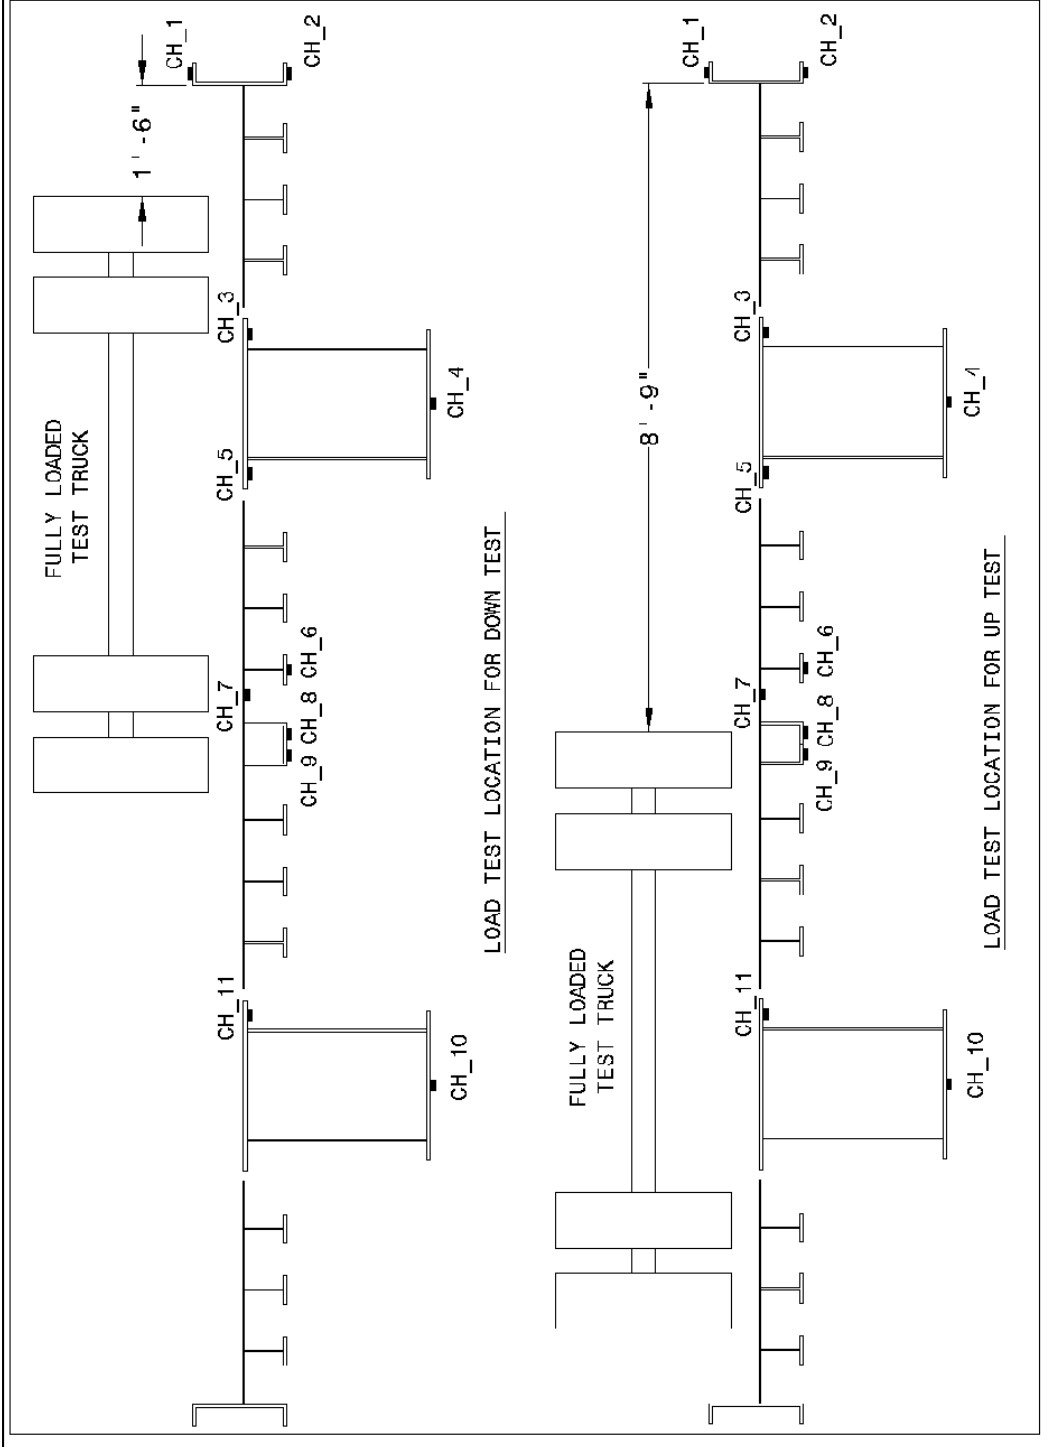 FULLY LOADED
TEST TRUCK
1'-6"
CH_1
CH_11
CH_7
CH_5
CH_3
CH_9
CH_8
CH_6
CH_2
CH_10
CH_4
LOAD TEST LOCATION FOR DOWN TEST
FULLY LOADED
TEST TRUCK
8'-9"
CH_1
CH_11
CH_7
CH_5
CH_3
CH_9
CH_8
CH_6
CH_2
CH_10
CH_4
LOAD TEST LOCATION FOR UP TEST